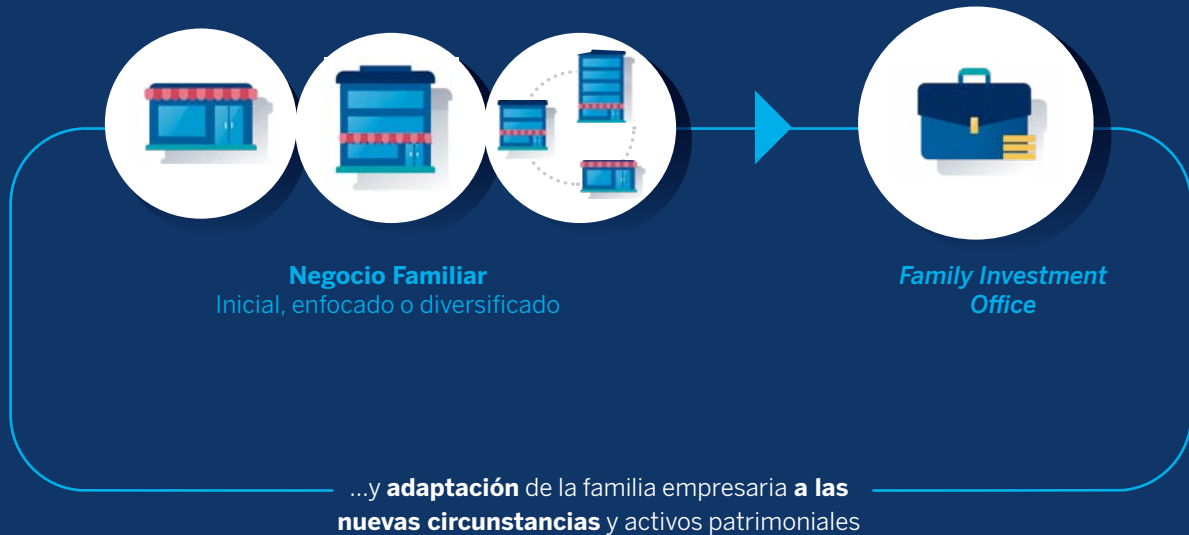 Negocio Familiar
Inicial, enfocado o diversificado
Family Investment
Office
...y adaptación de la familia empresaria a las
nuevas circunstancias y activos patrimoniales